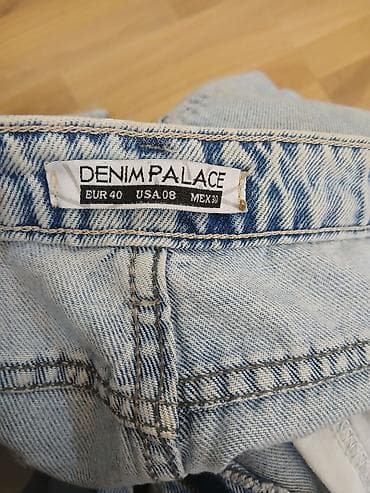 DENIM PALACE
EUR 40 USA 08 MEX 30